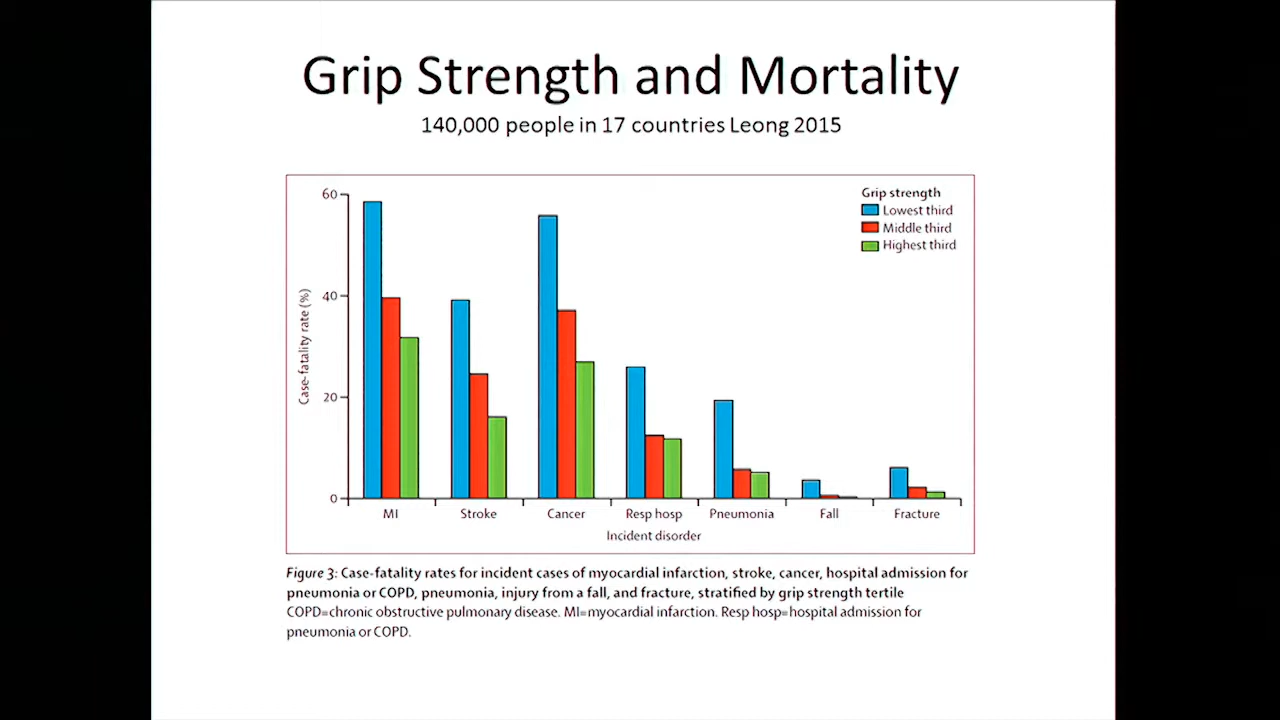 Grip Strength and Mortality
140,000 people in 17 countries Leong 2015
60
40
20
0
Case-fatality rate (%)
Grip strength
Lowest third
Middle third
Highest third
MI
Stroke
Cancer
Resp hosp
Pneumonia
Fall
Fracture
Incident disorder
Figure 3: Case-fatality rates for incident cases of myocardial infarction, stroke, cancer, hospital admission for
pneumonia or COPD, pneumonia, injury from a fall, and fracture, stratified by grip strength tertile
COPD=chronic obstructive pulmonary disease. MI=myocardial infarction. Resp hosp=hospital admission for
pneumonia or COPD.